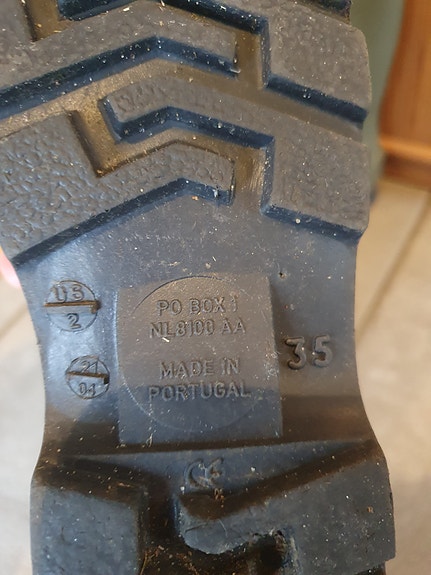 PO BOX 1
NL8100 AA
MADE IN
PORTUGAL
35
US
2
21
01
CE